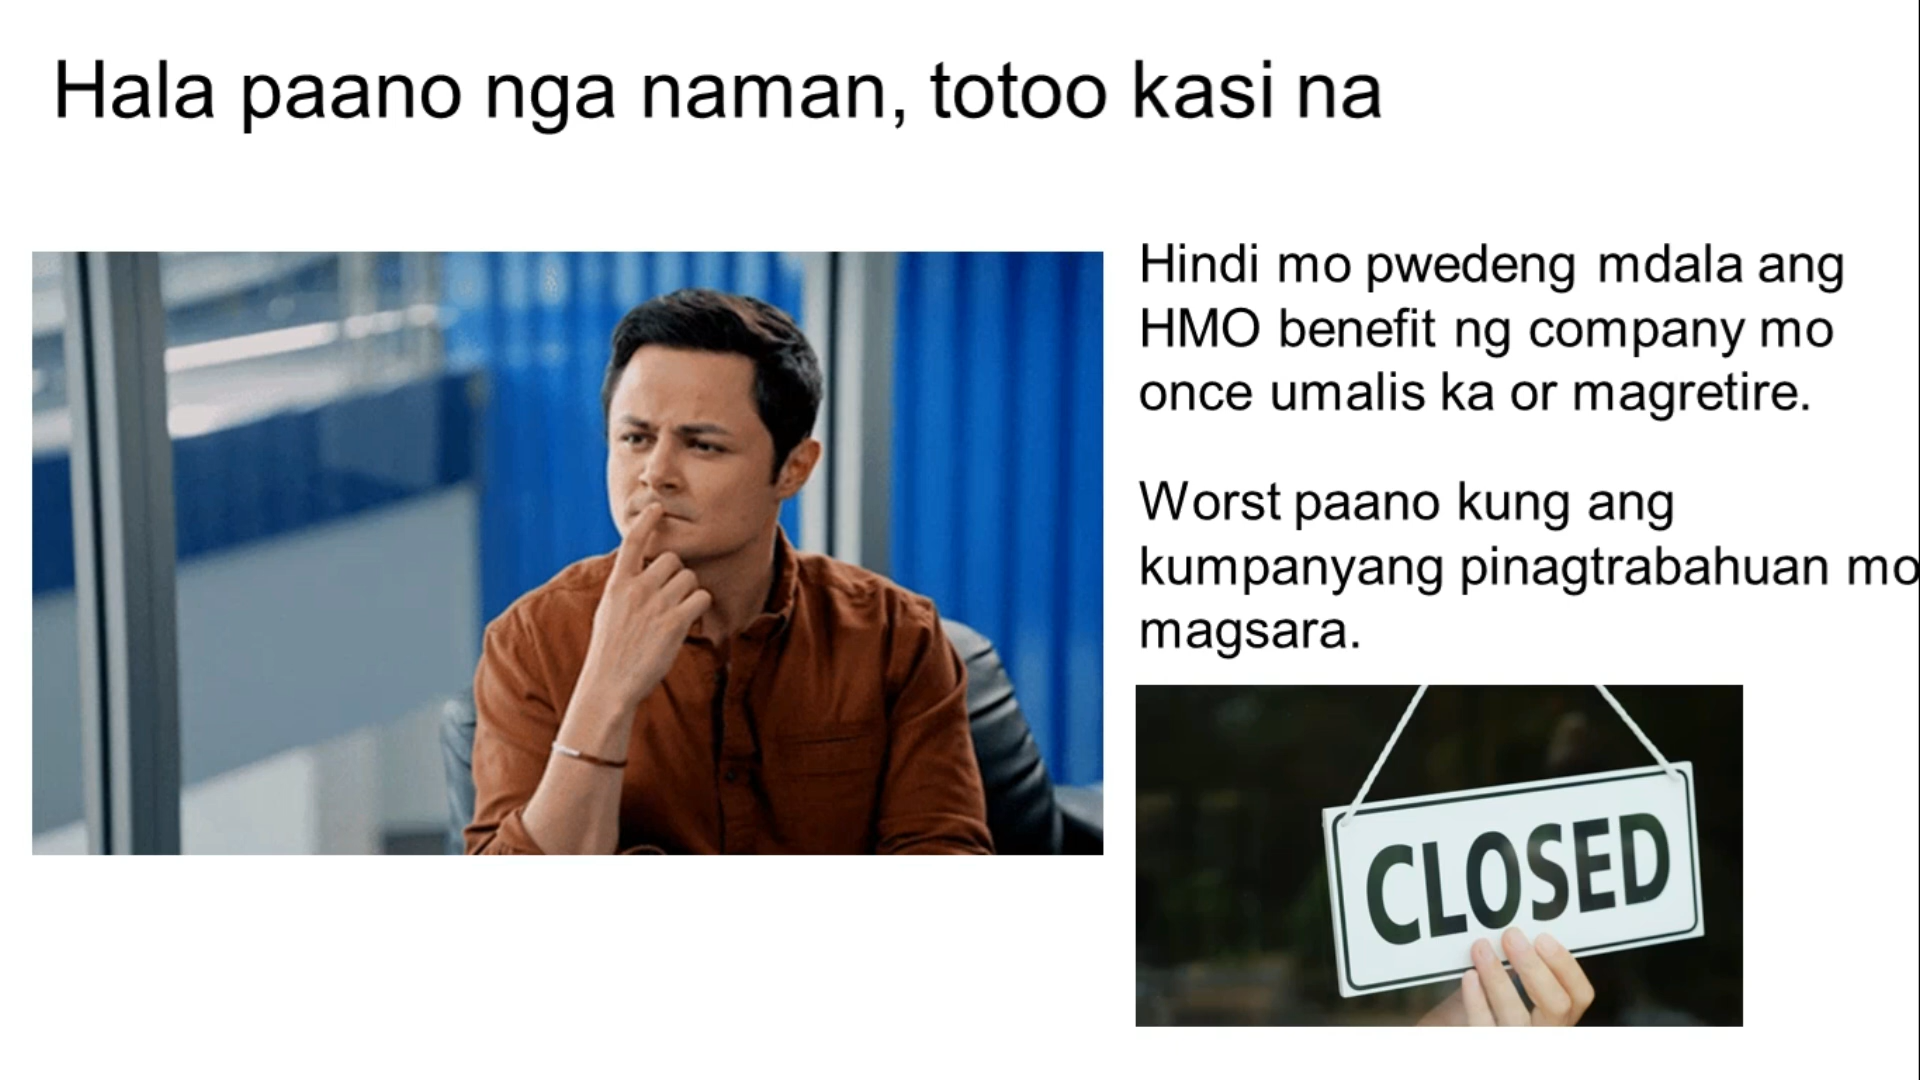 Hala paano nga naman, totoo kasi na
Hindi mo pwedeng mdala ang
HMO benefit ng company mo
once umalis ka or magretire.
Worst paano kung ang
kumpanyang pinagtrabahuan mo
magsara.
CLOSED